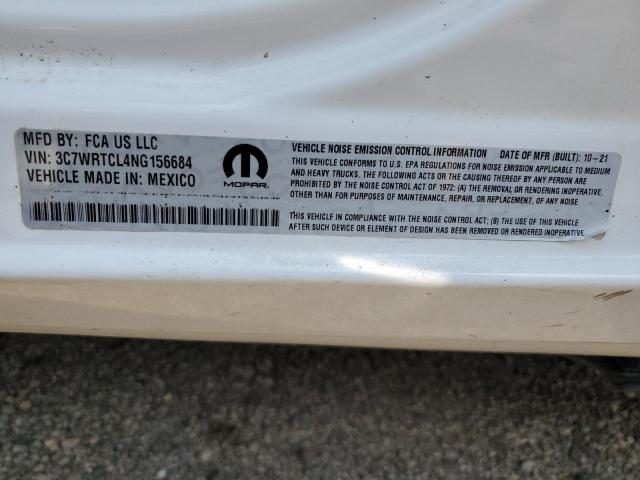 MFD BY: FCA US LLC
VIN: 3C7WRTCL4NG156684
VEHICLE MADE IN: MEXICO
MOPAR
VEHICLE NOISE EMISSION CONTROL INFORMATION DATE OF MFR (BUILT): 10-21
THIS VEHICLE CONFORMS TO U.S. EPA REGULATIONS FOR NOISE EMISSION APPLICABLE TO MEDIUM
AND HEAVY TRUCKS. THE FOLLOWING ACTS OR THE CAUSING THEREOF BY ANY PERSON ARE
PROHIBITED BY THE NOISE CONTROL ACT OF 1972: (A) THE REMOVAL OR RENDERING INOPERATIVE,
OTHER THAN FOR PURPOSES OF MAINTENANCE, REPAIR, OR REPLACEMENT, OF ANY NOISE
THIS VEHICLE IN COMPLIANCE WITH THE NOISE CONTROL ACT; (B) THE USE OF THIS VEHICLE
AFTER SUCH DEVICE OR ELEMENT OF DESIGN HAS BEEN REMOVED OR RENDERED INOPERATIVE.